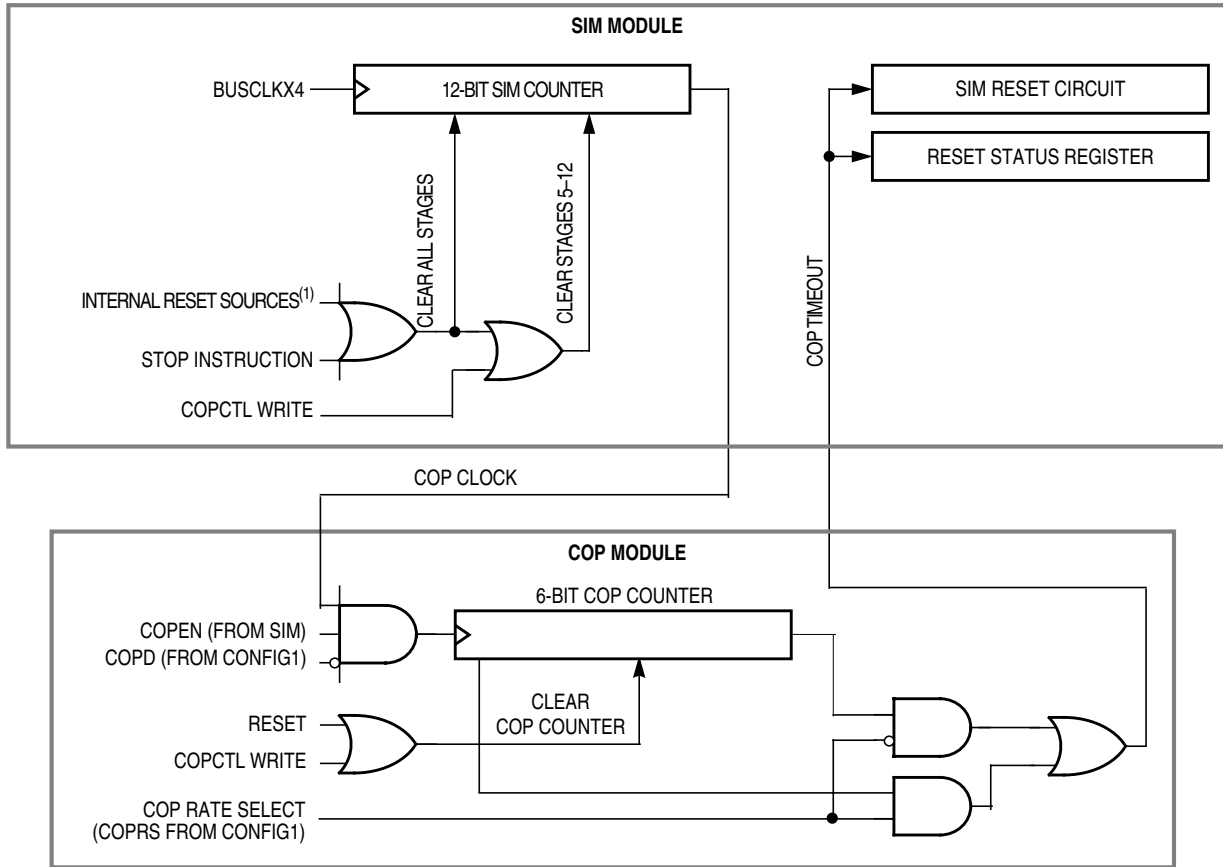 SIM MODULE
BUSCLKX4
12-BIT SIM COUNTER
SIM RESET CIRCUIT
RESET STATUS REGISTER
CLEAR ALL STAGES
CLEAR STAGES 5–12
COP TIMEOUT
INTERNAL RESET SOURCES(1)
STOP INSTRUCTION
COPCTL WRITE
COP CLOCK
COP MODULE
6-BIT COP COUNTER
COPEN (FROM SIM)
COPD (FROM CONFIG1)
CLEAR
COP COUNTER
RESET
COPCTL WRITE
COP RATE SELECT
(COPRS FROM CONFIG1)